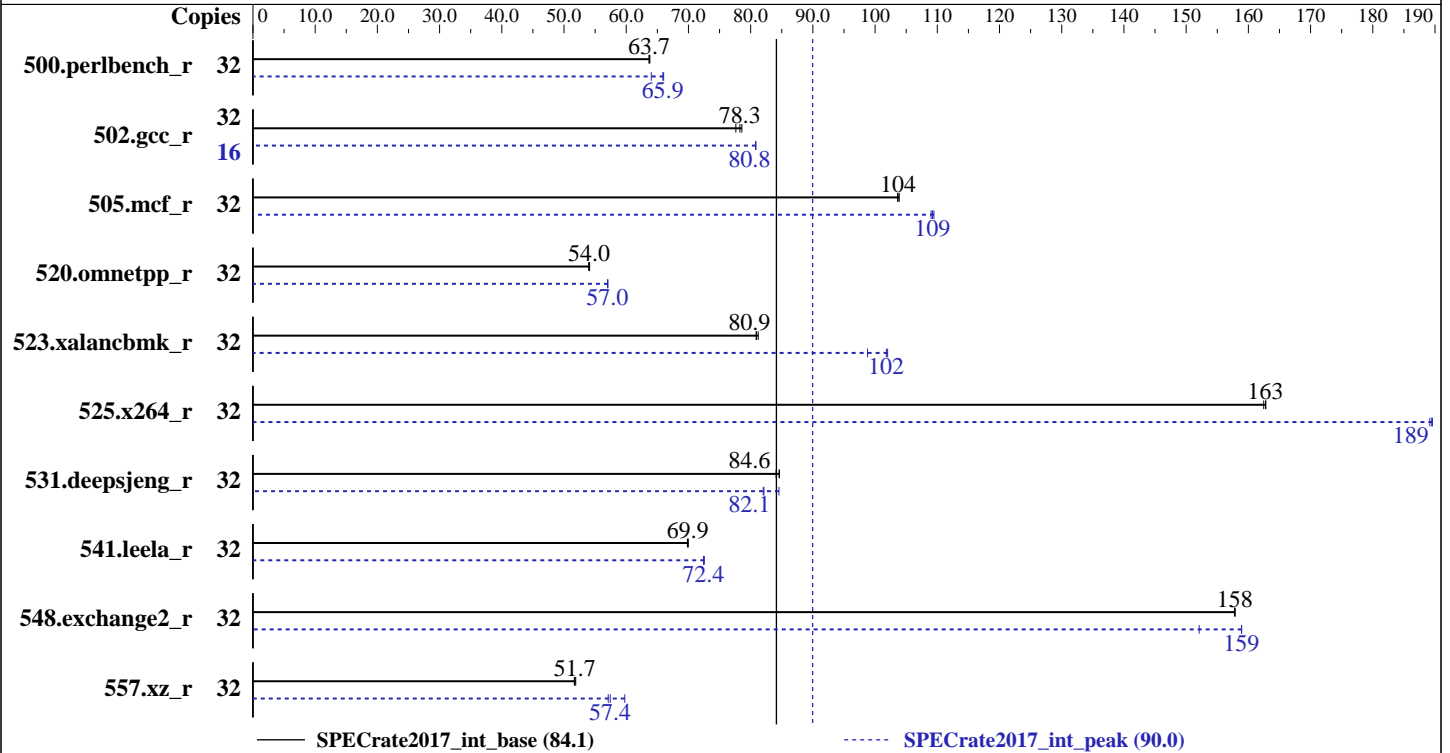 Copies 0 10.0 20.0 30.0 40.0 50.0 60.0 70.0 80.0 90.0 100 110 120 130 140 150 160 170 180 190
63.7
500.perlbench_r 32
65.9
32 78.3
502.gcc_r
16 80.8
104
505.mcf_r 32
109
54.0
520.omnetpp_r 32
57.0
80.9
523.xalancbmk_r 32
102
163
525.x264_r 32
189
84.6
531.deepsjeng_r 32
82.1
69.9
541.leela_r 32
72.4
158
548.exchange2_r 32
159
51.7
557.xz_r 32
57.4
SPECrate2017_int_base (84.1) SPECrate2017_int_peak (90.0)